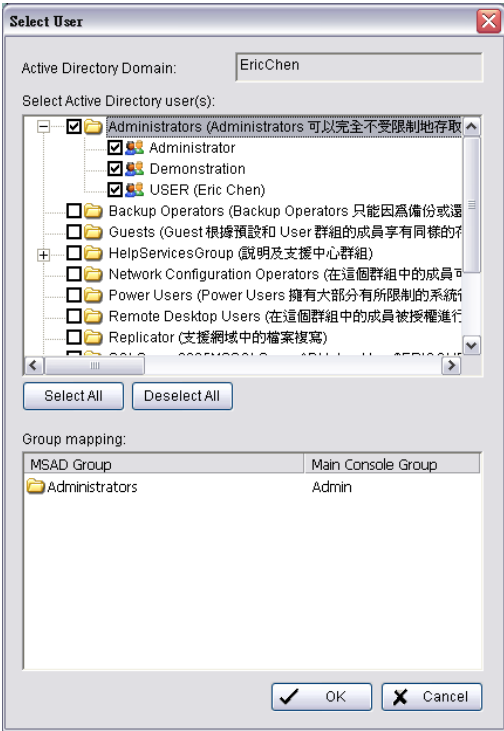 Select User
Active Directory Domain: EricChen
Select Active Directory user(s):
Administrators (Administrators 可以完全不受限制地存取
Administrator
Demonstration
USER (Eric Chen)
Backup Operators (Backup Operators 只能因為備份或還
Guests (Guest 根據預設和 User 群組的成員享有同樣的存
HelpServicesGroup (說明及支援中心群組)
Network Configuration Operators (在這個群組中的成員可
Power Users (Power Users 擁有大部分有所限制的系統
Remote Desktop Users (在這個群組中的成員被授權進行
Replicator (支援網域中的檔案複寫)
Select All Deselect All
Group mapping:
MSAD Group Main Console Group
Administrators Admin
OK Cancel